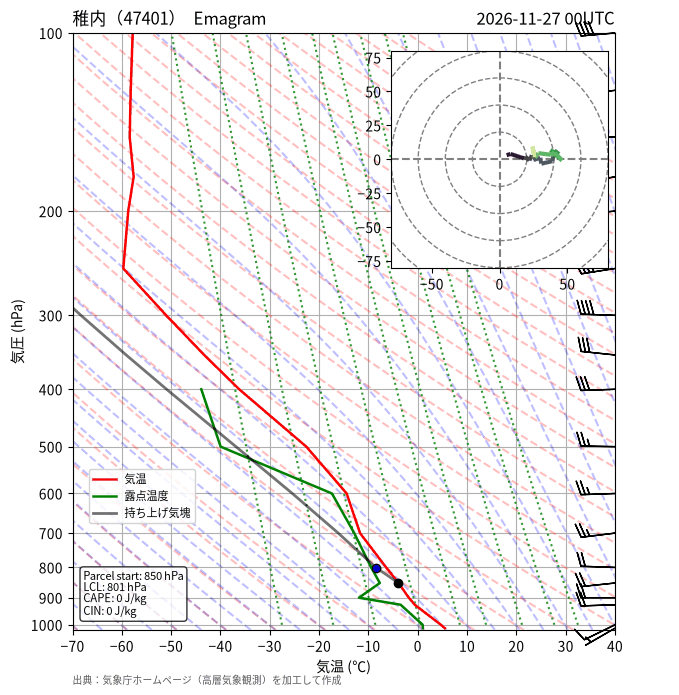 稚内（47401） Emagram
2026-11-27 00UTC
100
200
300
400
500
600
700
800
900
1000
気圧 (hPa)
−70
−60
−50
−40
−30
−20
−10
0
10
20
30
40
気温 (°C)
75
50
25
0
−25
−50
−75
−50
0
50
気温
露点温度
持ち上げ気塊
Parcel start: 850 hPa
LCL: 801 hPa
CAPE: 0 J/kg
CIN: 0 J/kg
出典：気象庁ホームページ（高層気象観測）を加工して作成